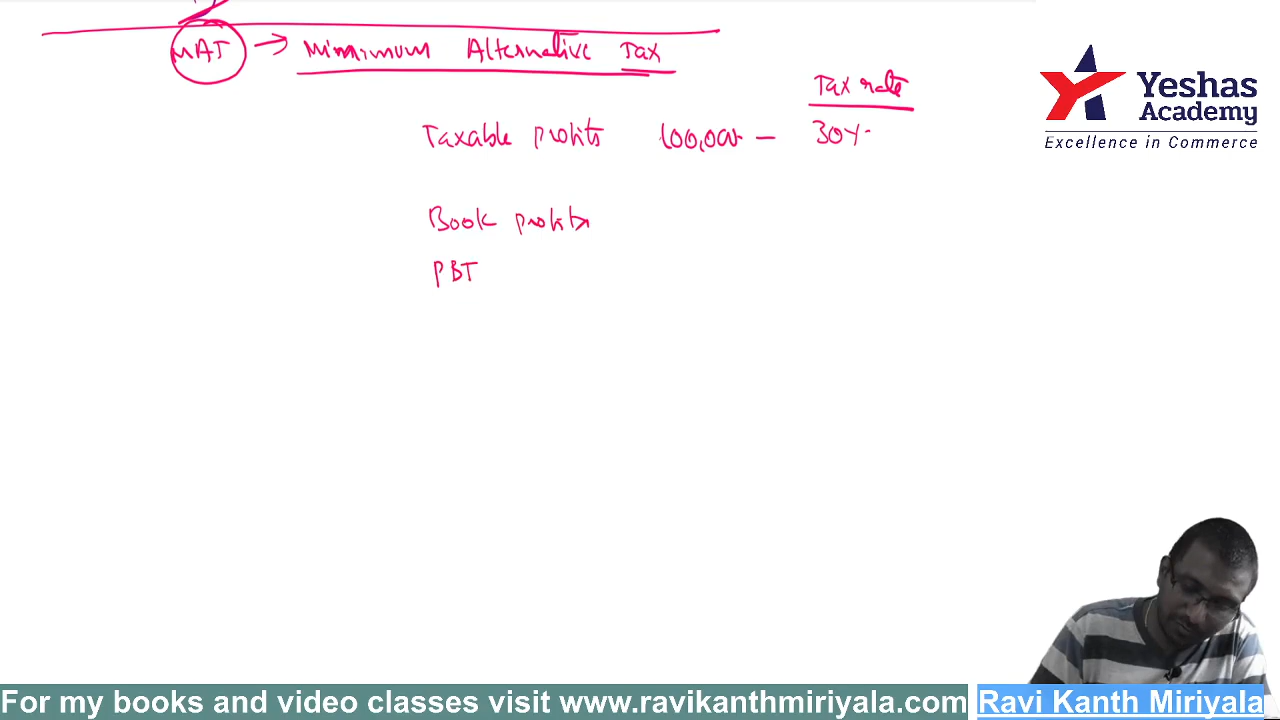 MAT → Minimum Alternative Tax
Tax rate
Taxable profits 100,000 — 30%
Book profits
PBT
Yeshas
Academy
Excellence in Commerce
For my books and video classes visit www.ravikanthmiriyala.com Ravi Kanth Miriyala